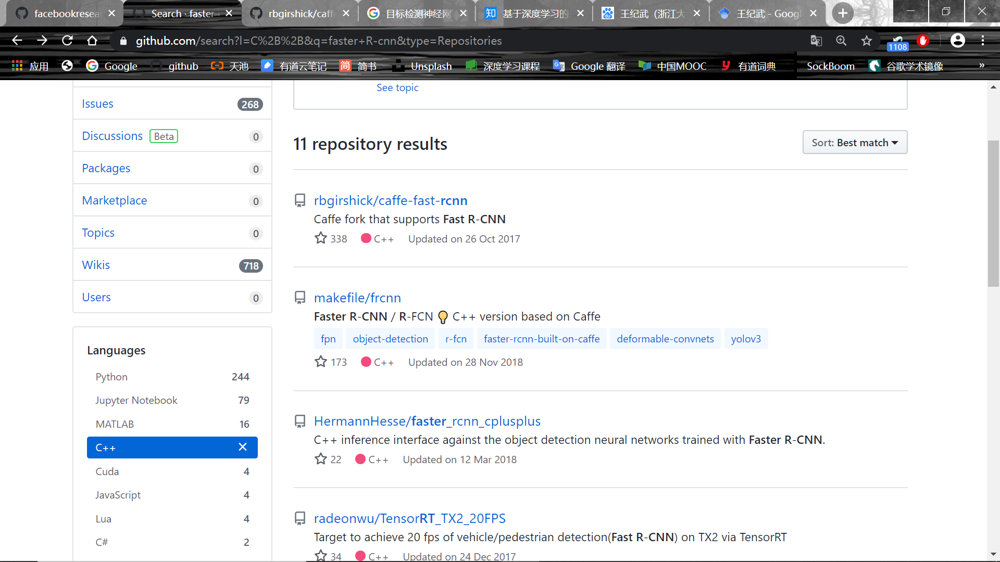 facebookresea
Search · faster
rbgirshick/caffe
目标检测神经网
基于深度学习的
王纪武（浙江大
王纪武 - Googl
github.com/search?l=C%2B%2B&q=faster+R-cnn&type=Repositories
1108
应用
Google
github
天池
有道云笔记
简书
Unsplash
深度学习课程
Google 翻译
中国MOOC
有道词典
SockBoom
谷歌学术镜像
»
See topic
Issues 268
Discussions Beta 0
Packages 0
Marketplace 0
Topics 0
Wikis 718
Users 0
Languages
Python 244
Jupyter Notebook 79
MATLAB 16
C++
Cuda 4
JavaScript 4
Lua 4
C# 2
11 repository results
Sort: Best match
rbgirshick/caffe-fast-rcnn
Caffe fork that supports Fast R-CNN
338 C++ Updated on 26 Oct 2017
makefile/frcnn
Faster R-CNN / R-FCN 💡 C++ version based on Caffe
fpn object-detection r-fcn faster-rcnn-built-on-caffe deformable-convnets yolov3
173 C++ Updated on 28 Nov 2018
HermannHesse/faster_rcnn_cplusplus
C++ inference interface against the object detection neural networks trained with Faster R-CNN.
22 C++ Updated on 12 Mar 2018
radeonwu/TensorRT_TX2_20FPS
Target to achieve 20 fps of vehicle/pedestrian detection(Fast R-CNN) on TX2 via TensorRT
34 C++ Updated on 24 Dec 2017